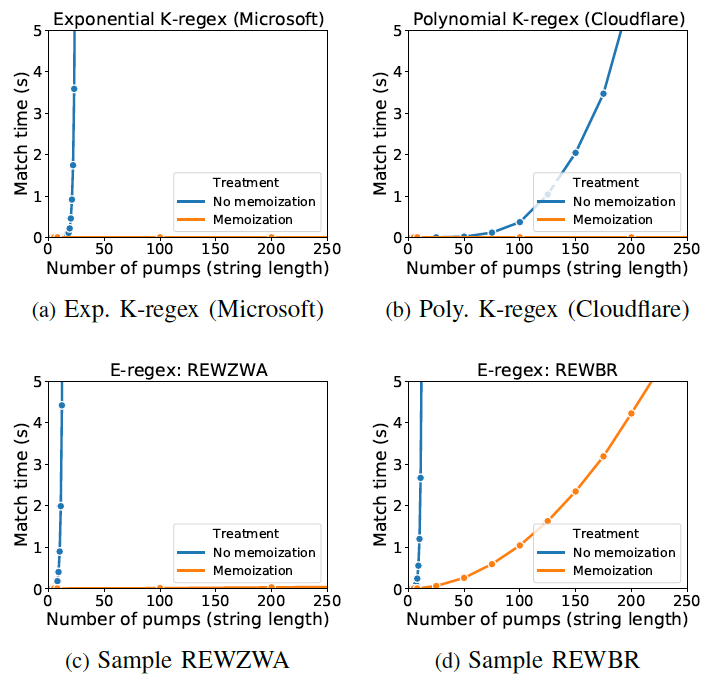 Exponential K-regex (Microsoft)
Match time (s)
5
4
3
2
1
0
Treatment
No memoization
Memoization
0 50 100 150 200 250
Number of pumps (string length)
(a) Exp. K-regex (Microsoft)
Polynomial K-regex (Cloudflare)
Match time (s)
5
4
3
2
1
0
Treatment
No memoization
Memoization
0 50 100 150 200 250
Number of pumps (string length)
(b) Poly. K-regex (Cloudflare)
E-regex: REWZWA
Match time (s)
5
4
3
2
1
0
Treatment
No memoization
Memoization
0 50 100 150 200 250
Number of pumps (string length)
(c) Sample REWZWA
E-regex: REWBR
Match time (s)
5
4
3
2
1
0
Treatment
No memoization
Memoization
0 50 100 150 200 250
Number of pumps (string length)
(d) Sample REWBR